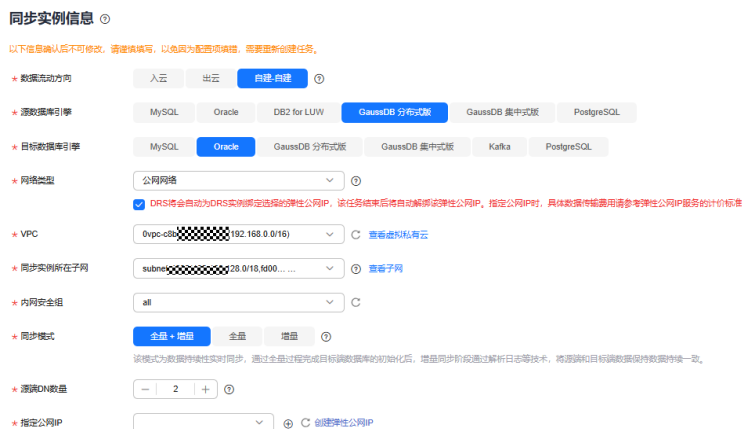 同步实例信息
以下信息确认后不可修改，请谨慎填写，以免因为配置项填错，需要重新创建任务。
* 数据流动方向 入云 出云 自建-自建
* 源数据库引擎 MySQL Oracle DB2 for LUW GaussDB 分布式版 GaussDB 集中式版 PostgreSQL
* 目标数据库引擎 MySQL Oracle GaussDB 分布式版 GaussDB 集中式版 Kafka PostgreSQL
* 网络类型 公网网络
DRS将会自动为DRS实例绑定选择的弹性公网IP，该任务结束后将自动解绑该弹性公网IP。指定公网IP时，具体数据传输费用请参考弹性公网IP服务的计价标准
* VPC 0vpc-c8b 192.168.0.0/16) 查看虚拟私有云
* 同步实例所在子网 subnet 28.0/18,fd00... ... 查看子网
* 内网安全组 all
* 同步模式 全量 + 增量 全量 增量
该模式为数据持续性实时同步，通过全量过程完成目标端数据库的初始化后，增量同步阶段通过解析日志等技术，将源端和目标端数据保持数据持续一致。
* 源端DN数量 − 2 +
* 指定公网IP 创建弹性公网IP